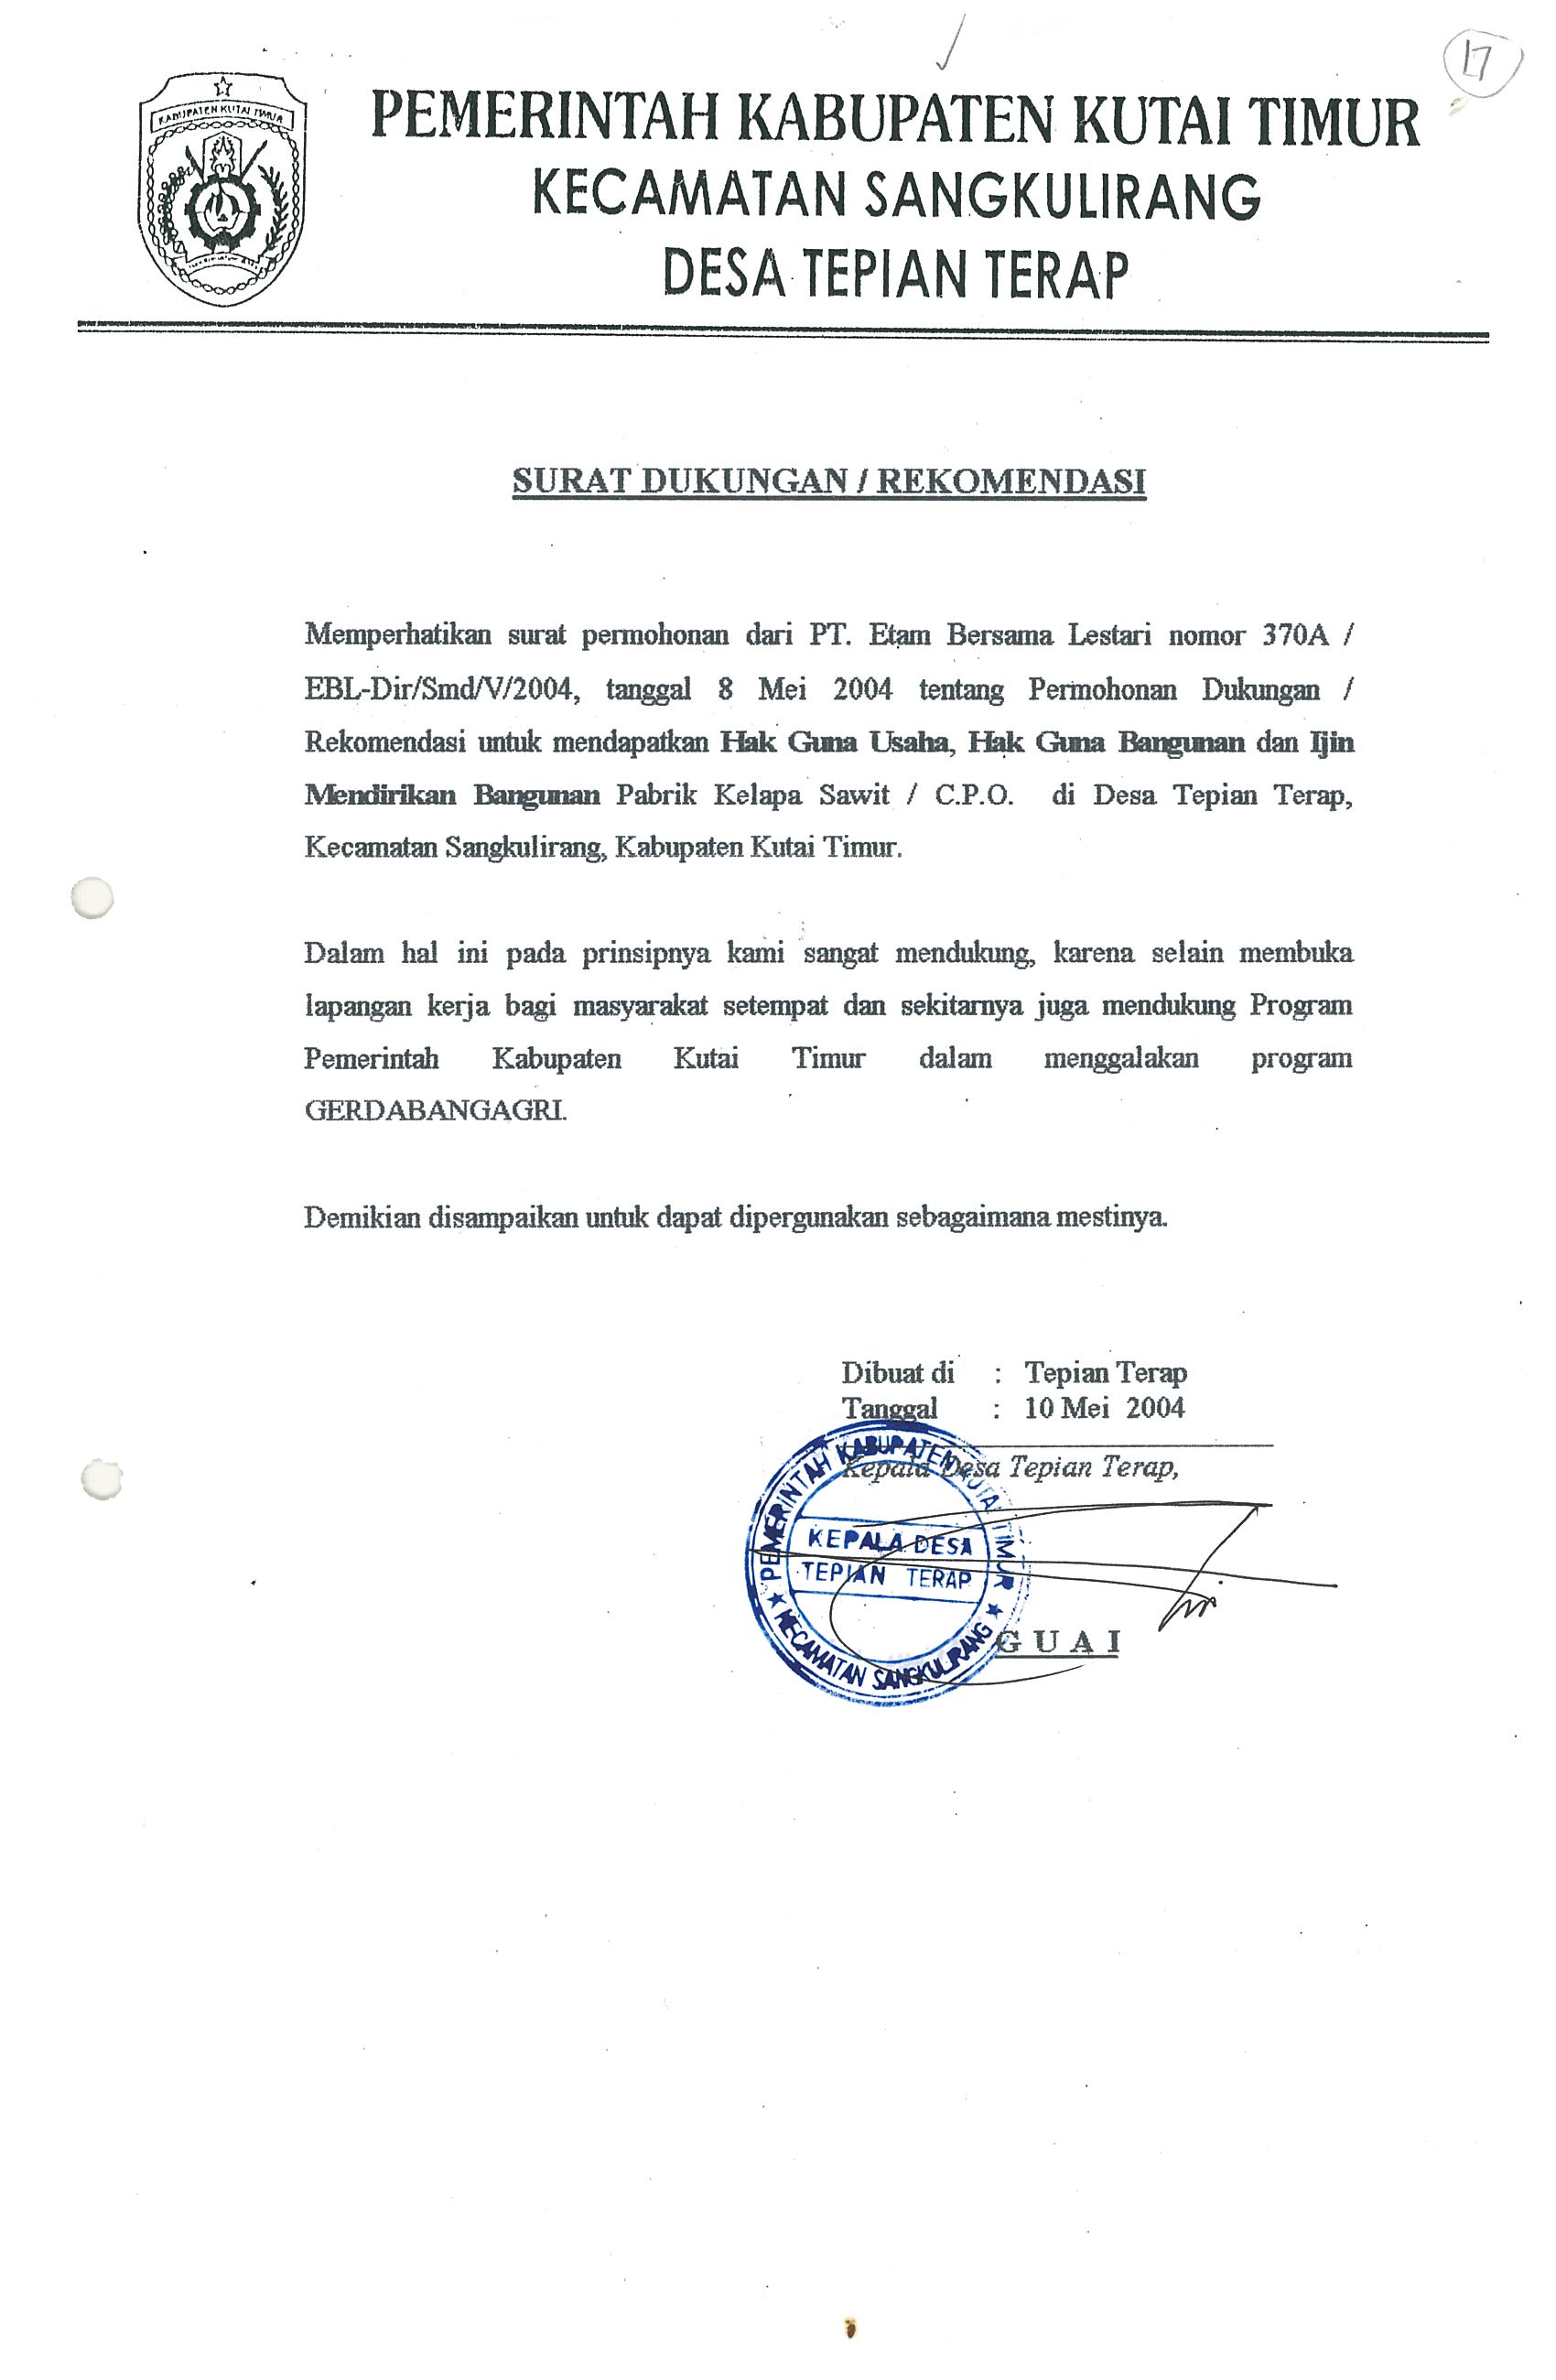 17
KABUPATEN KUTAI TIMUR
PEMERINTAH KABUPATEN KUTAI TIMUR
KECAMATAN SANGKULIRANG
DESA TEPIAN TERAP
SURAT DUKUNGAN / REKOMENDASI
Memperhatikan surat permohonan dari PT. Etam Bersama Lestari nomor 370A /
EBL-Dir/Smd/V/2004, tanggal 8 Mei 2004 tentang Permohonan Dukungan /
Rekomendasi untuk mendapatkan Hak Guna Usaha, Hak Guna Bangunan dan Ijin
Mendirikan Bangunan Pabrik Kelapa Sawit / C.P.O. di Desa Tepian Terap,
Kecamatan Sangkulirang, Kabupaten Kutai Timur.
Dalam hal ini pada prinsipnya kami sangat mendukung, karena selain membuka
lapangan kerja bagi masyarakat setempat dan sekitarnya juga mendukung Program
Pemerintah Kabupaten Kutai Timur dalam menggalakan program
GERDABANGAGRI.
Demikian disampaikan untuk dapat dipergunakan sebagaimana mestinya.
Dibuat di : Tepian Terap
Tanggal : 10 Mei 2004
Kepala Desa Tepian Terap,
PEMERINTAH KABUPATEN KUTAI TIMUR
KEPALA DESA
TEPIAN TERAP
KECAMATAN SANGKULIRANG
G U A I